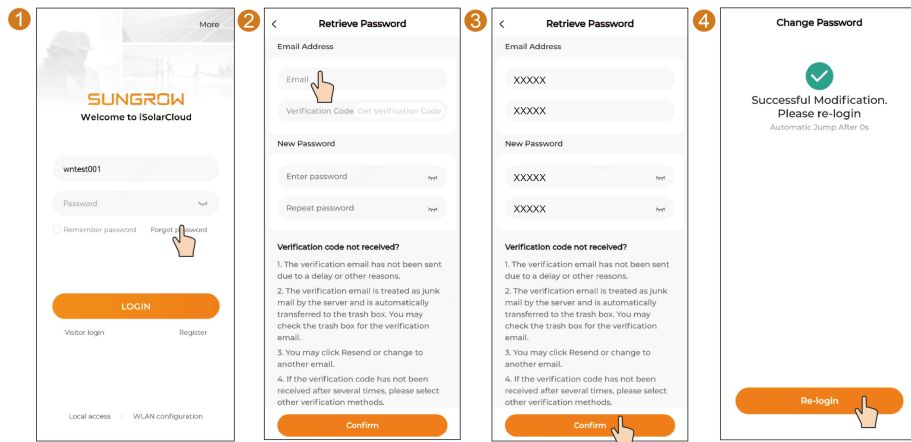 1
More
SUNGROW
Welcome to iSolarCloud
wntest001
Password
Remember password Forgot password
LOGIN
Visitor login Register
Local access WLAN configuration
2
Retrieve Password
Email Address
Email
Verification Code Get Verification Code
New Password
Enter password
Repeat password
Verification code not received?
1. The verification email has not been sent
due to a delay or other reasons.
2. The verification email is treated as junk
mail by the server and is automatically
transferred to the trash box. You may
check the trash box for the verification
email.
3. You may click Resend or change to
another email.
4. If the verification code has not been
received after several times, please select
other verification methods.
Confirm
3
Retrieve Password
Email Address
XXXXX
XXXXX
New Password
XXXXX
XXXXX
Verification code not received?
1. The verification email has not been sent
due to a delay or other reasons.
2. The verification email is treated as junk
mail by the server and is automatically
transferred to the trash box. You may
check the trash box for the verification
email.
3. You may click Resend or change to
another email.
4. If the verification code has not been
received after several times, please select
other verification methods.
Confirm
4
Change Password
Successful Modification.
Please re-login
Automatic Jump After 0s
Re-login